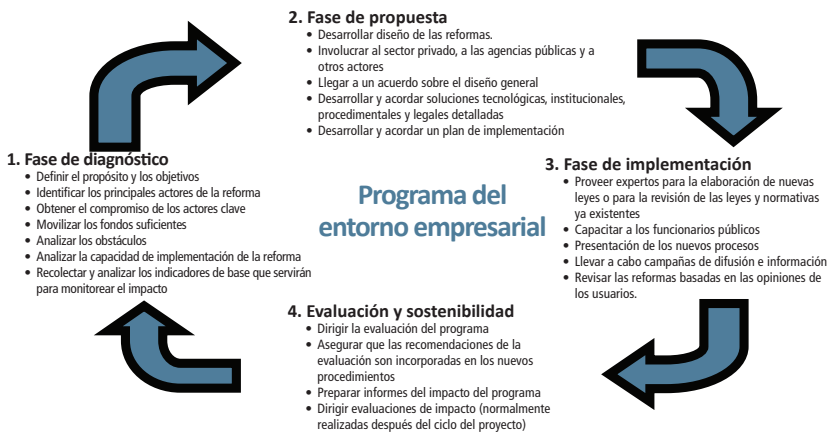 2. Fase de propuesta
• Desarrollar diseño de las reformas.
• Involucrar al sector privado, a las agencias públicas y a
otros actores
• Llegar a un acuerdo sobre el diseño general
• Desarrollar y acordar soluciones tecnológicas, institucionales,
procedimentales y legales detalladas
• Desarrollar y acordar un plan de implementación
1. Fase de diagnóstico
• Definir el propósito y los objetivos
• Identificar los principales actores de la reforma
• Obtener el compromiso de los actores clave
• Movilizar los fondos suficientes
• Analizar los obstáculos
• Analizar la capacidad de implementación de la reforma
• Recolectar y analizar los indicadores de base que servirán
para monitorear el impacto
Programa del
entorno empresarial
3. Fase de implementación
• Proveer expertos para la elaboración de nuevas
leyes o para la revisión de las leyes y normativas
ya existentes
• Capacitar a los funcionarios públicos
• Presentación de los nuevos procesos
• Llevar a cabo campañas de difusión e información
• Revisar las reformas basadas en las opiniones de
los usuarios.
4. Evaluación y sostenibilidad
• Dirigir la evaluación del programa
• Asegurar que las recomendaciones de la
evaluación son incorporadas en los nuevos
procedimientos
• Preparar informes del impacto del programa
• Dirigir evaluaciones de impacto (normalmente
realizadas después del ciclo del proyecto)